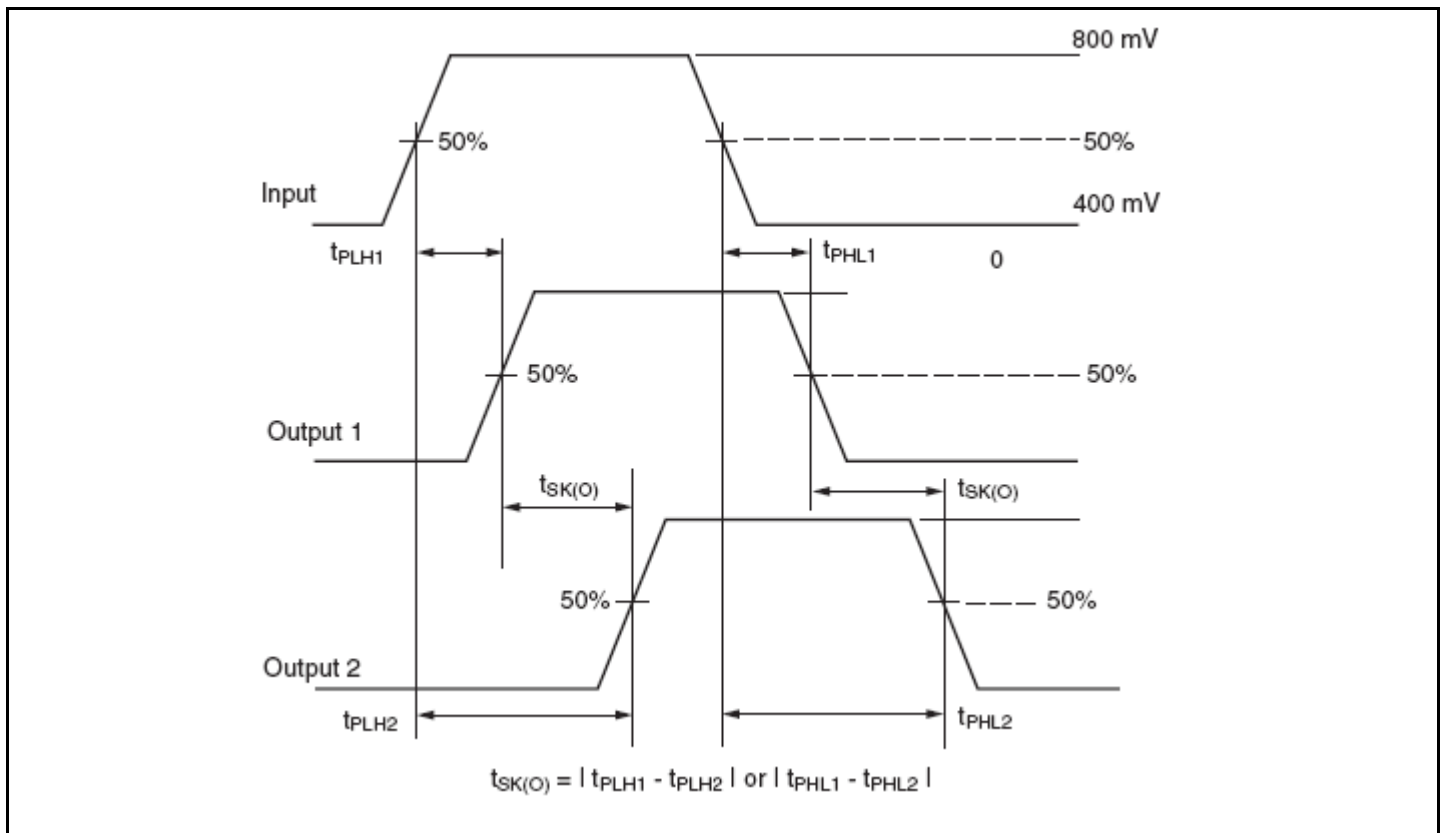 800 mV
50%
50%
Input
400 mV
tPLH1
tPHL1
0
50%
50%
Output 1
tSK(O)
tSK(O)
50%
50%
Output 2
tPLH2
tPHL2
tSK(O) = | tPLH1 - tPLH2 | or | tPHL1 - tPHL2 |